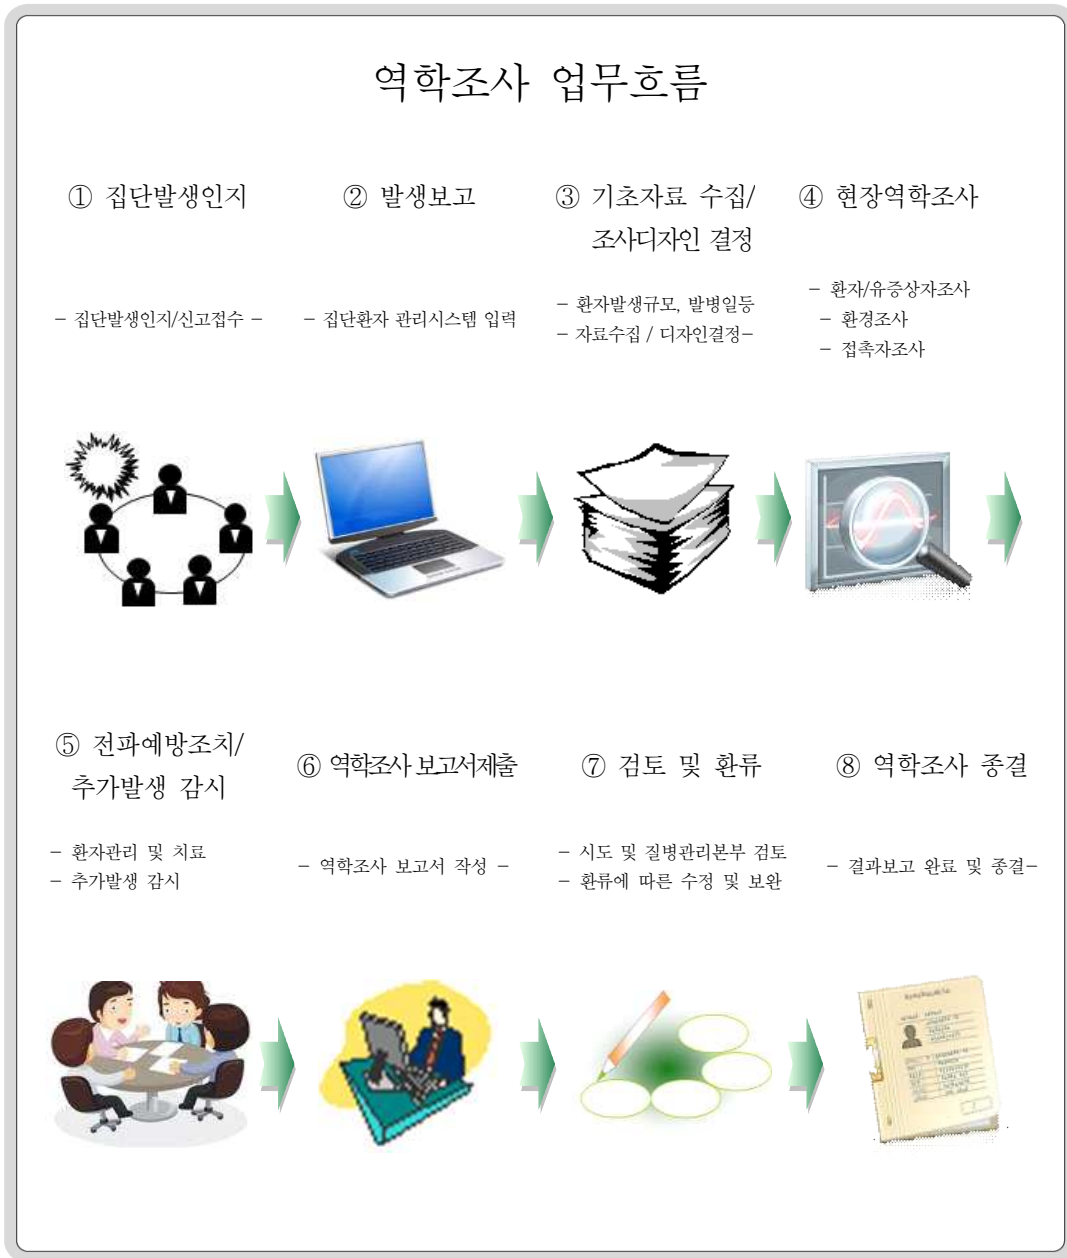 역학조사 업무흐름
① 집단발생인지
- 집단발생인지/신고접수 -
② 발생보고
- 집단환자 관리시스템 입력
③ 기초자료 수집/
조사디자인 결정
- 환자발생규모, 발병일등
- 자료수집 / 디자인결정-
④ 현장역학조사
- 환자/유증상자조사
- 환경조사
- 접촉자조사
⑤ 전파예방조치/
추가발생 감시
- 환자관리 및 치료
- 추가발생 감시
⑥ 역학조사 보고서제출
- 역학조사 보고서 작성 -
⑦ 검토 및 환류
- 시도 및 질병관리본부 검토
- 환류에 따른 수정 및 보완
⑧ 역학조사 종결
- 결과보고 완료 및 종결-